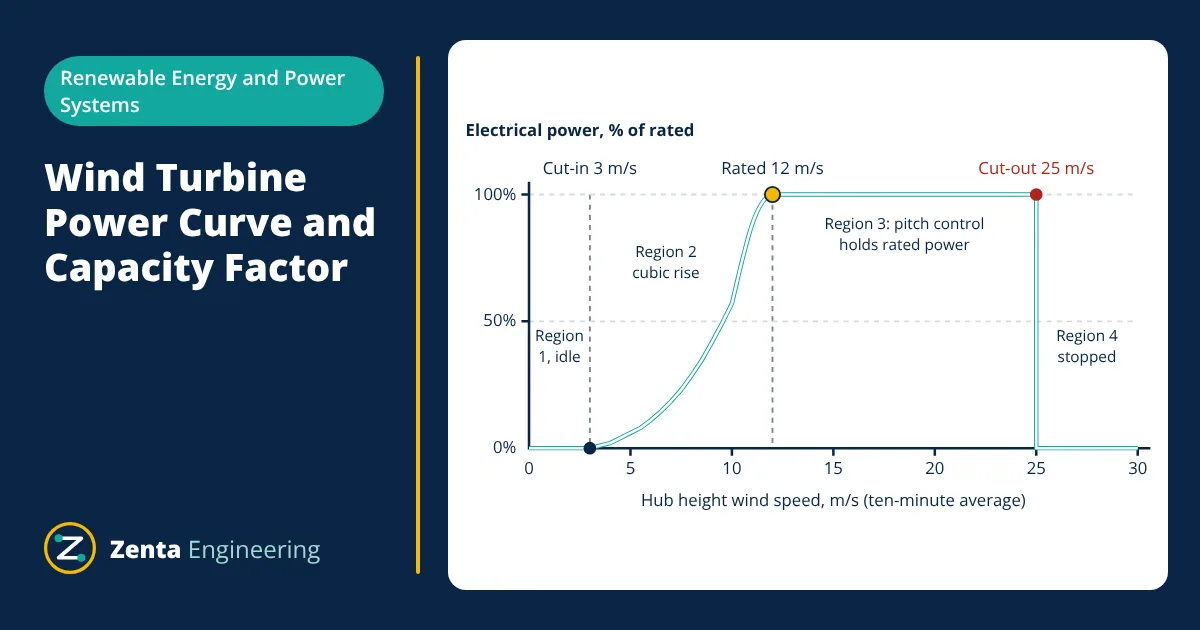 Renewable Energy and Power
Systems
Wind Turbine
Power Curve and
Capacity Factor
Zenta Engineering
Electrical power, % of rated
Cut-in 3 m/s
Rated 12 m/s
Cut-out 25 m/s
100%
Region 3: pitch control
holds rated power
Region 2
cubic rise
50%
Region
1, idle
Region 4
stopped
0%
0 5 10 15 20 25 30
Hub height wind speed, m/s (ten-minute average)